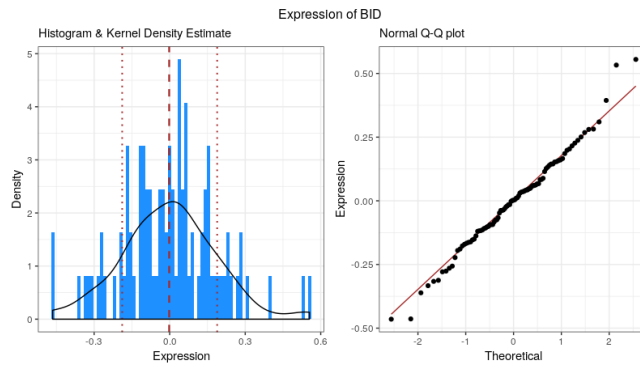 Expression of BID
Histogram & Kernel Density Estimate
5
4
3
2
1
0
Density
-0.3
0.0
0.3
0.6
Expression
Normal Q-Q plot
0.50
0.25
0.00
-0.25
-0.50
Expression
-2
-1
0
1
2
Theoretical